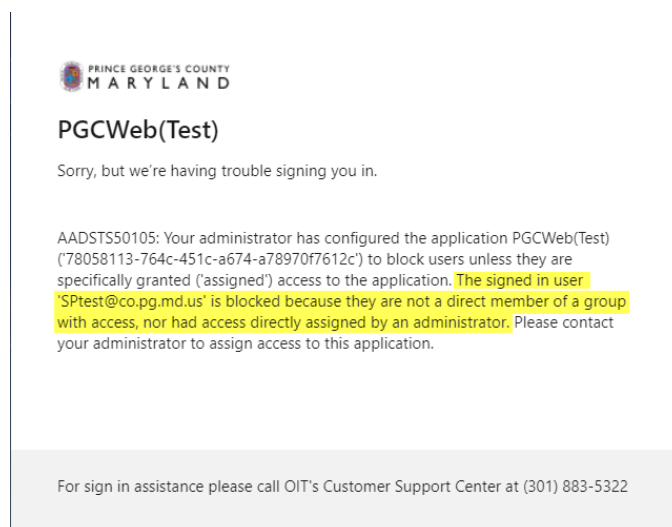 PRINCE GEORGE'S COUNTY
MARYLAND
PGCWeb(Test)
Sorry, but we're having trouble signing you in.
AADSTS50105: Your administrator has configured the application PGCWeb(Test)
('78058113-764c-451c-a674-a78970f7612c') to block users unless they are
specifically granted ('assigned') access to the application. The signed in user
'SPtest@co.pg.md.us' is blocked because they are not a direct member of a group
with access, nor had access directly assigned by an administrator. Please contact
your administrator to assign access to this application.
For sign in assistance please call OIT's Customer Support Center at (301) 883-5322